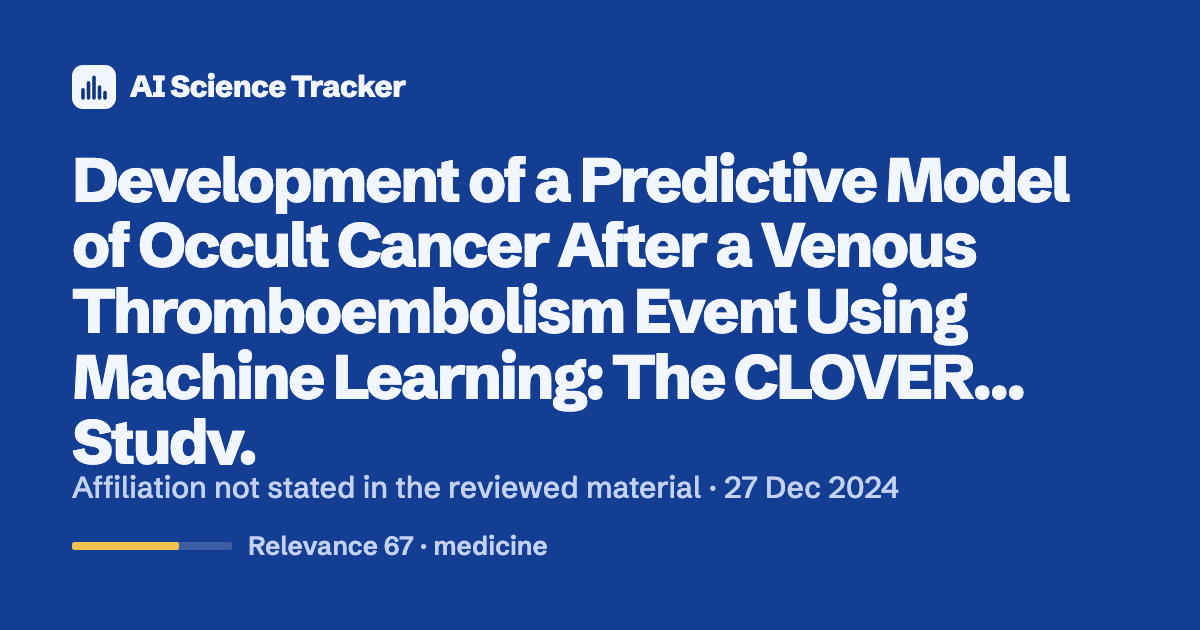 AI Science Tracker
Development of a Predictive Model
of Occult Cancer After a Venous
Thromboembolism Event Using
Machine Learning: The CLOVER...
Study.
Affiliation not stated in the reviewed material · 27 Dec 2024
Relevance 67 · medicine